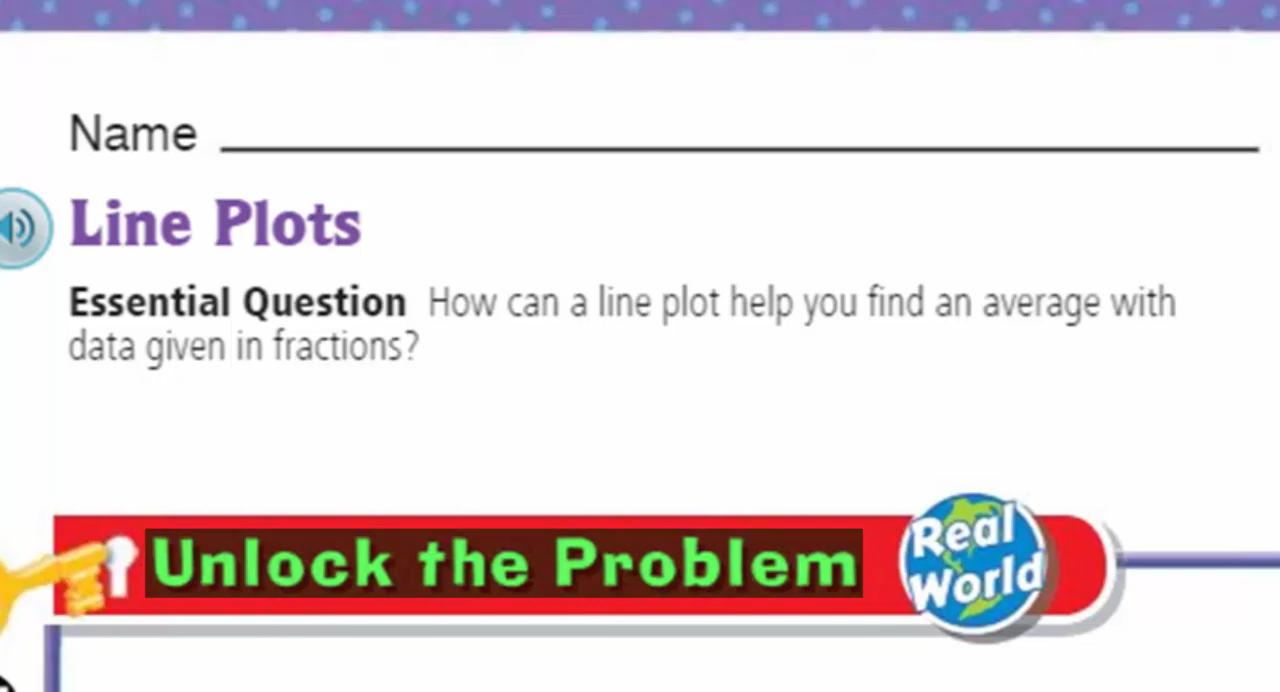 Name
Line Plots
Essential Question How can a line plot help you find an average with
data given in fractions?
Unlock the Problem
Real
World